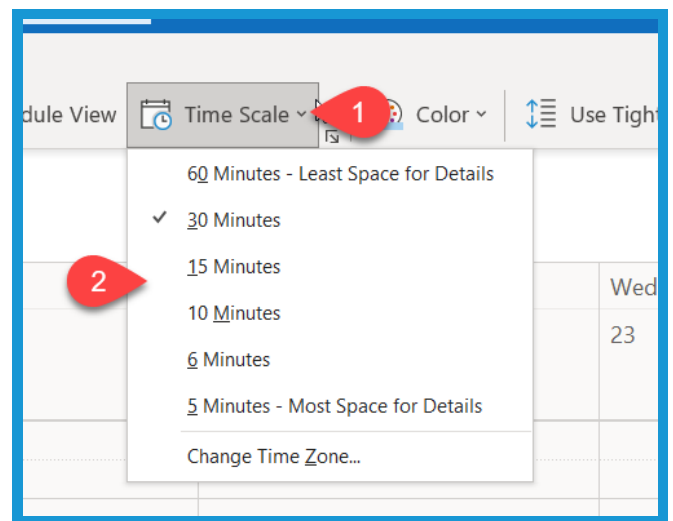 dule View Time Scale 1 Color Use Tigh
60 Minutes - Least Space for Details
30 Minutes
15 Minutes
2
10 Minutes
6 Minutes
5 Minutes - Most Space for Details
Change Time Zone...
Wed
23